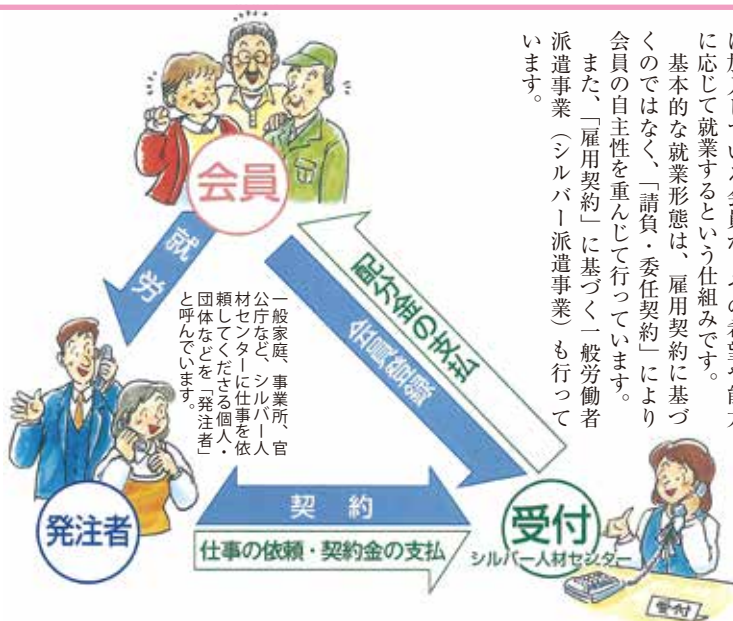 に応じて就業するという仕組みです。
基本的な就業形態は、雇用契約に基づ
くのではなく、「請負・委任契約」により
会員の自主性を重んじて行っています。
また、「雇用契約」に基づく一般労働者
派遣事業（シルバー派遣事業）も行って
います。
会員
就労
配分金の支払
会員登録
一般家庭、事業所、官
公庁など、シルバー人
材センターに仕事を依
頼してくださる個人・
団体などを「発注者」
と呼んでいます。
発注者
契約
仕事の依頼・契約金の支払
受付
シルバー人材センター
受付